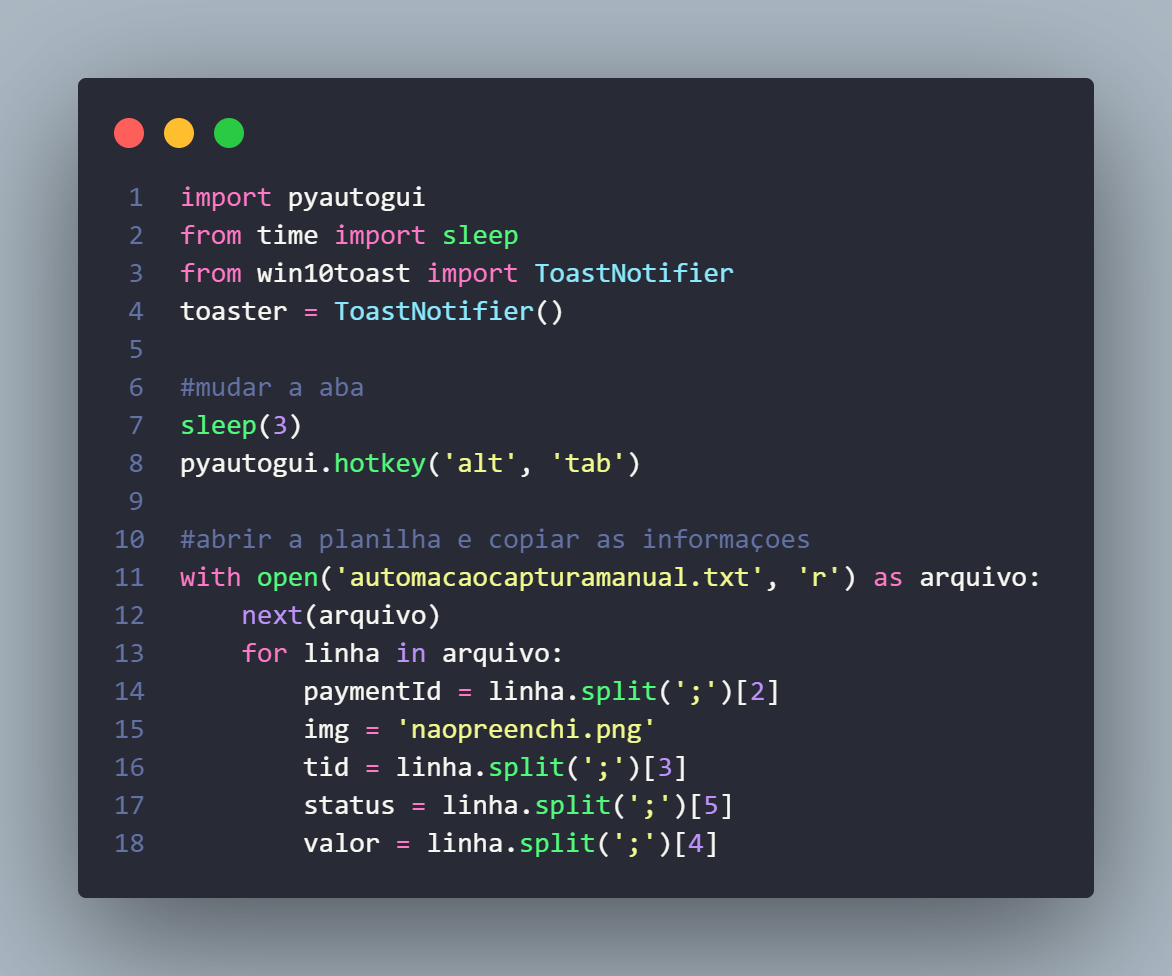 1 import pyautogui
2 from time import sleep
3 from win10toast import ToastNotifier
4 toaster = ToastNotifier()
5
6 #mudar a aba
7 sleep(3)
8 pyautogui.hotkey('alt', 'tab')
9
10 #abrir a planilha e copiar as informaçoes
11 with open('automacaocapturamanual.txt', 'r') as arquivo:
12     next(arquivo)
13     for linha in arquivo:
14         paymentId = linha.split(';')[2]
15         img = 'naopreenchi.png'
16         tid = linha.split(';')[3]
17         status = linha.split(';')[5]
18         valor = linha.split(';')[4]